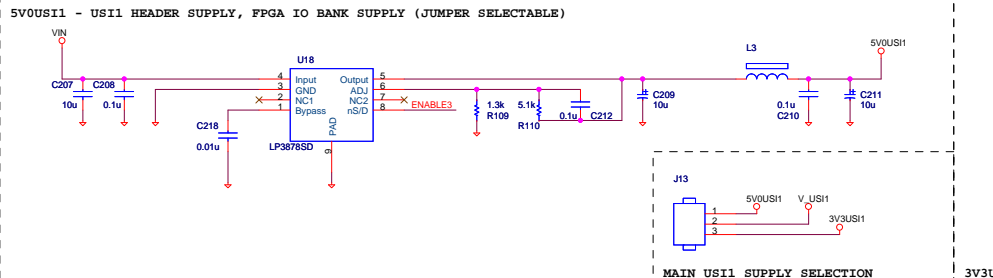 5V0USI1 - USI1 HEADER SUPPLY, FPGA IO BANK SUPPLY (JUMPER SELECTABLE)
VIN
U18
L3
5V0USI1
C207
C208
10u
0.1u
4 Input
3 GND
2 NC1
1 Bypass
Output 5
ADJ 6
NC2 7
nS/D 8
PAD
9
LP3878SD
ENABLE3
C218
0.01u
1.3k
R109
5.1k
R110
0.1u
C212
C209
10u
0.1u
C210
C211
10u
J13
1
2
3
5V0USI1
V_USI1
3V3USI1
MAIN USI1 SUPPLY SELECTION
3V3U